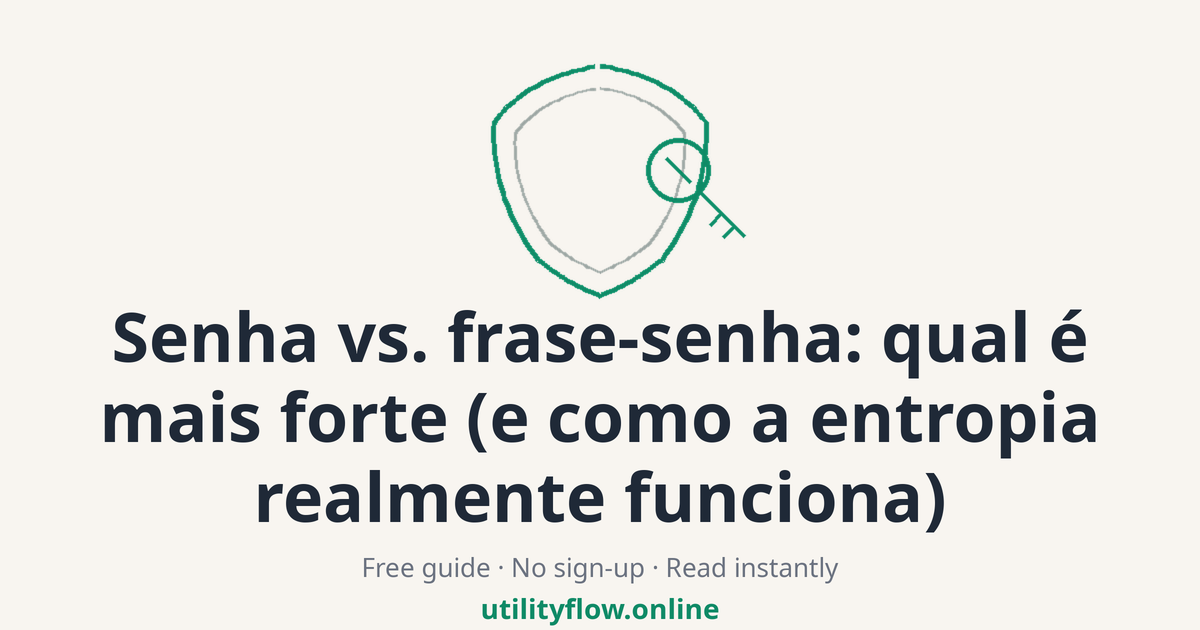 Senha vs. frase-senha: qual é
mais forte (e como a entropia
realmente funciona)
Free guide · No sign-up · Read instantly
utilityflow.online